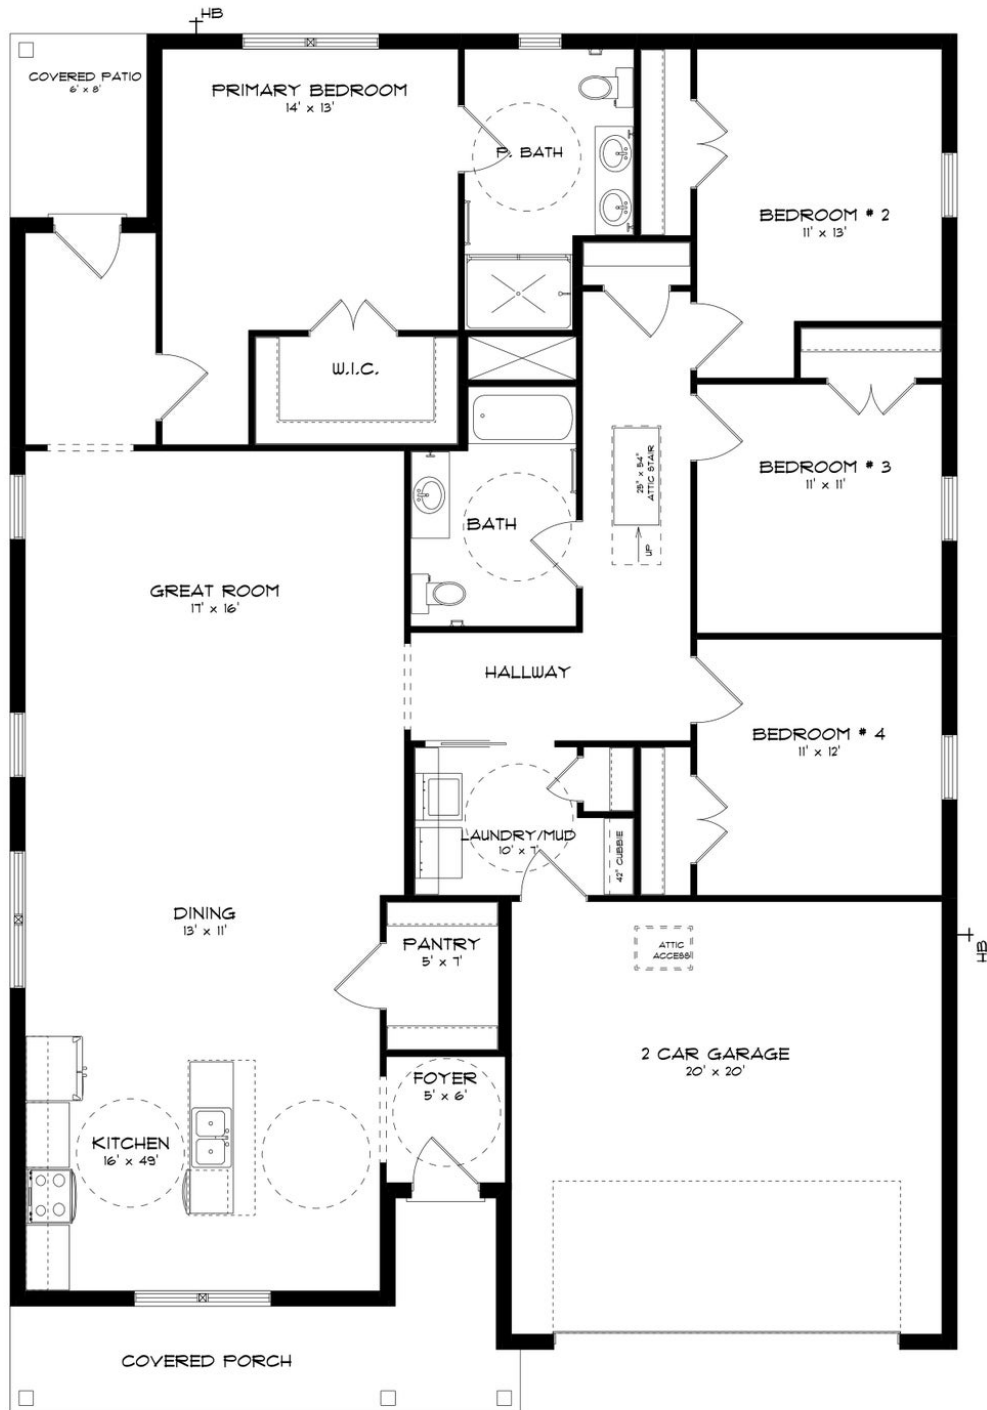 HB
COVERED PATIO
6' x 8'
PRIMARY BEDROOM
14' x 13'
P. BATH
BEDROOM # 2
11' x 13'
W.I.C.
BEDROOM # 3
11' x 11'
25" x 54"
ATTIC STAIR
UP
BATH
GREAT ROOM
17' x 16'
HALLWAY
BEDROOM # 4
11' x 12'
LAUNDRY/MUD
10' x 7'
42" CUBBIE
DINING
13' x 11'
PANTRY
5' x 7'
ATTIC
ACCESS
HB
2 CAR GARAGE
20' x 20'
FOYER
5' x 6'
KITCHEN
16' x 49'
COVERED PORCH